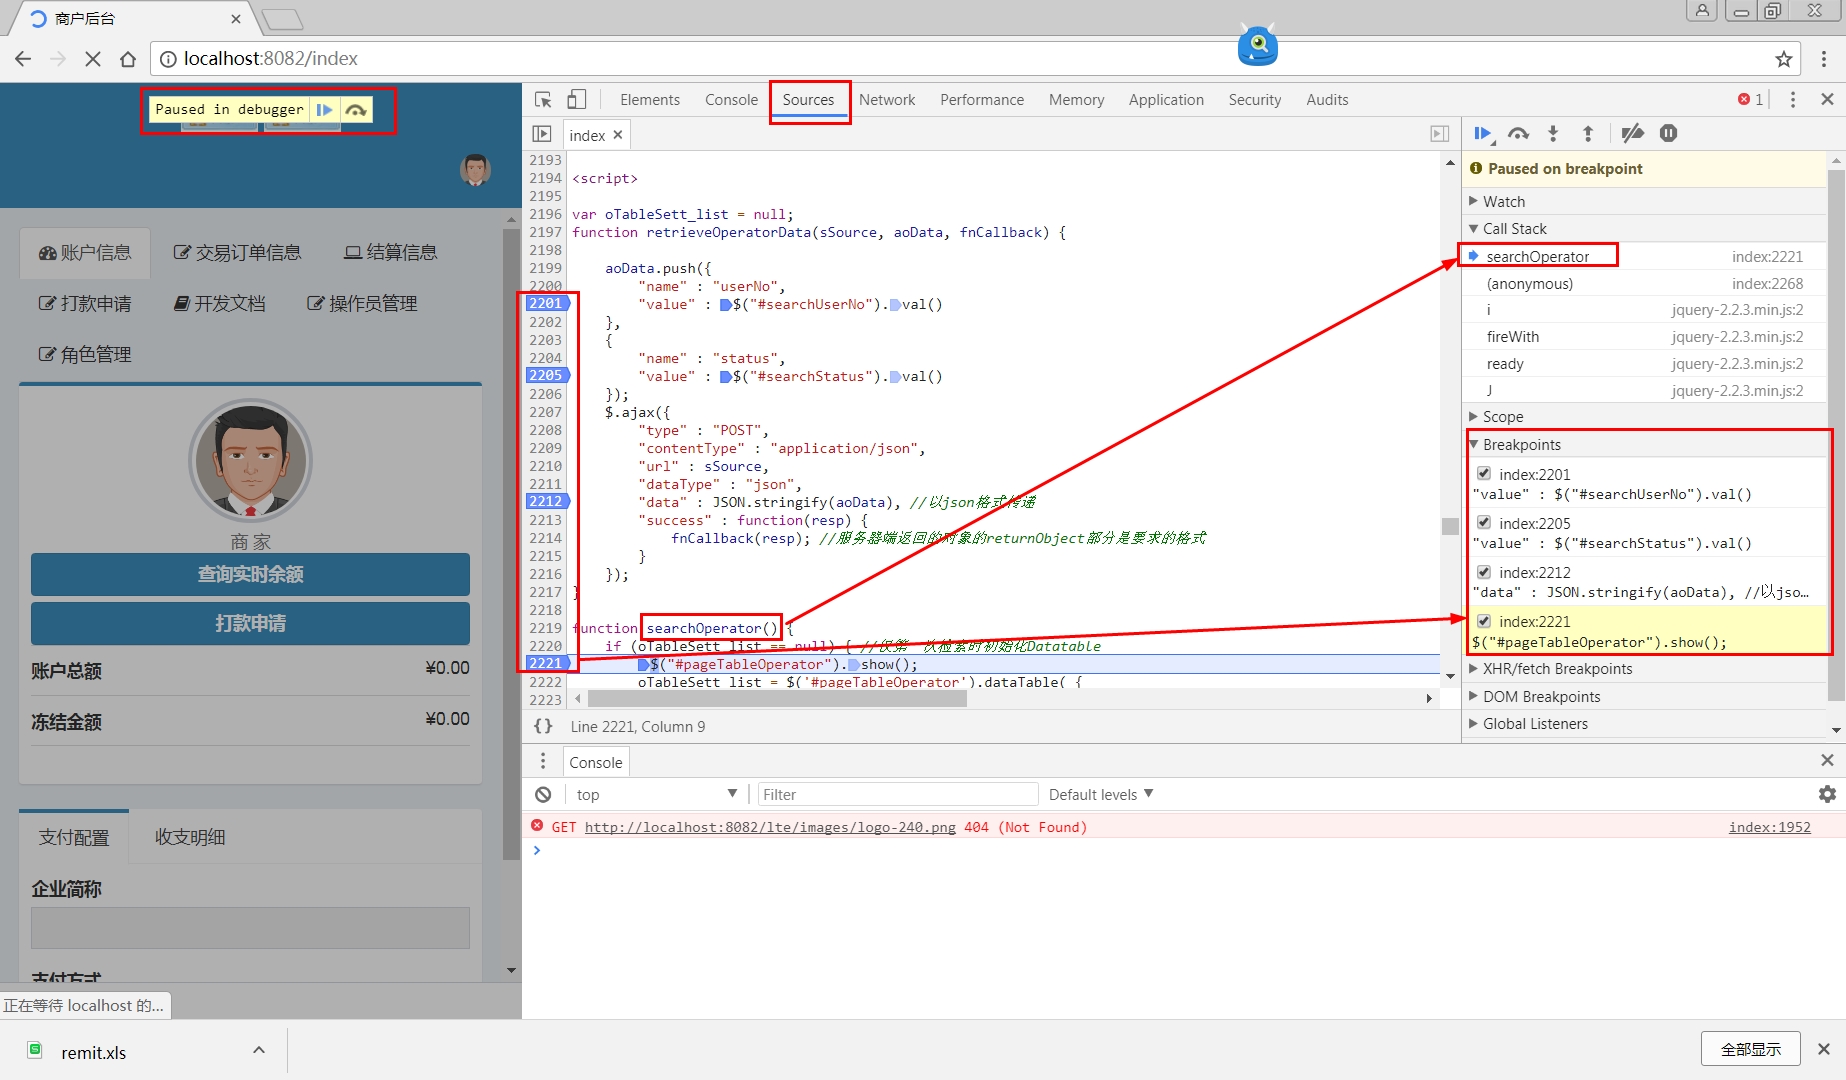 商户后台
localhost:8082/index
Paused in debugger
账户信息
交易订单信息
结算信息
打款申请
开发文档
操作员管理
角色管理
商家
查询实时余额
打款申请
账户总额 ¥0.00
冻结金额 ¥0.00
支付配置 收支明细
企业简称
支付方式
正在等待 localhost 的...
Elements Console Sources Network Performance Memory Application Security Audits
1
index
2193
2194 <script>
2195
2196 var oTableSett_list = null;
2197 function retrieveOperatorData(sSource, aoData, fnCallback) {
2198
2199 aoData.push({
2200 "name" : "userNo",
2201 "value" : $("#searchUserNo").val()
2202 },
2203 {
2204 "name" : "status",
2205 "value" : $("#searchStatus").val()
2206 });
2207 $.ajax({
2208 "type" : "POST",
2209 "contentType" : "application/json",
2210 "url" : sSource,
2211 "dataType" : "json",
2212 "data" : JSON.stringify(aoData), //以json格式传递
2213 "success" : function(resp) {
2214 fnCallback(resp); //服务器端返回的对象的returnObject部分是要求的格式
2215 }
2216 });
2217 }
2218
2219 function searchOperator() {
2220 if (oTableSett_list == null) { //仅第一次检索时初始化Datatable
2221 $("#pageTableOperator").show();
2222 oTableSett_list = $('#pageTableOperator').dataTable( {
2223
{} Line 2221, Column 9
Paused on breakpoint
Watch
Call Stack
searchOperator index:2221
(anonymous) index:2268
i jquery-2.2.3.min.js:2
fireWith jquery-2.2.3.min.js:2
ready jquery-2.2.3.min.js:2
J jquery-2.2.3.min.js:2
Scope
Breakpoints
index:2201
"value" : $("#searchUserNo").val()
index:2205
"value" : $("#searchStatus").val()
index:2212
"data" : JSON.stringify(aoData), //以jso…
index:2221
$("#pageTableOperator").show();
XHR/fetch Breakpoints
DOM Breakpoints
Global Listeners
Console
top Filter Default levels
GET http://localhost:8082/lte/images/logo-240.png 404 (Not Found) index:1952
remit.xls
全部显示